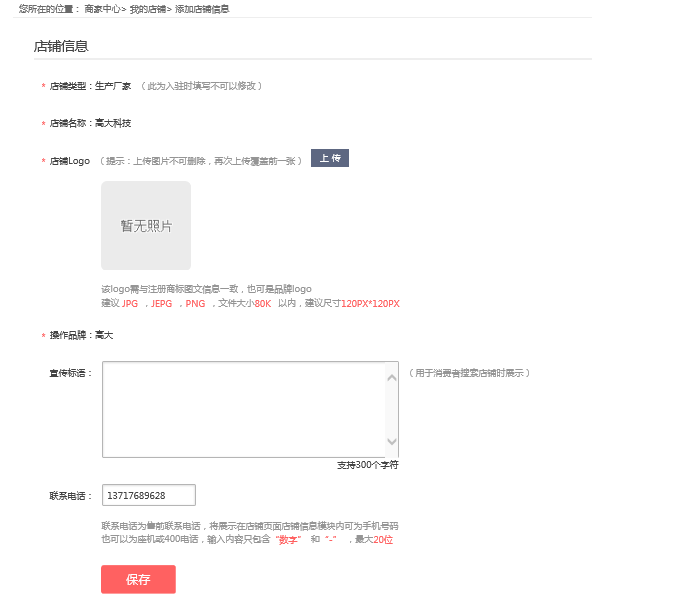 您所在的位置： 商家中心> 我的店铺> 添加店铺信息
店铺信息
* 店铺类型：生产厂家 （此为入驻时填写不可以修改）
* 店铺名称：高大科技
* 店铺Logo （提示：上传图片不可删除，再次上传覆盖前一张） 上 传
暂无照片
该logo需与注册商标图文信息一致，也可是品牌logo
建议 JPG ，JEPG ，PNG ，文件大小80K 以内，建议尺寸120PX*120PX
* 操作品牌：高大
宣传标语： （用于消费者搜索店铺时展示）
支持300个字符
联系电话： 13717689628
联系电话为售前联系电话，将展示在店铺页面店铺信息模块内可为手机号码
也可以为座机或400电话，输入内容只包含 “数字” 和 “-” ，最大20位
保存